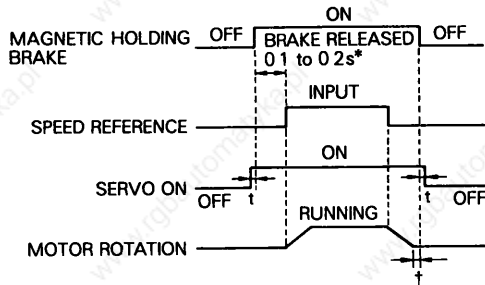 ON
MAGNETIC HOLDING BRAKE
OFF
BRAKE RELEASED
OFF
0 1 to 0 2s*
INPUT
SPEED REFERENCE
ON
SERVO ON
OFF
t
t
OFF
RUNNING
MOTOR ROTATION
t